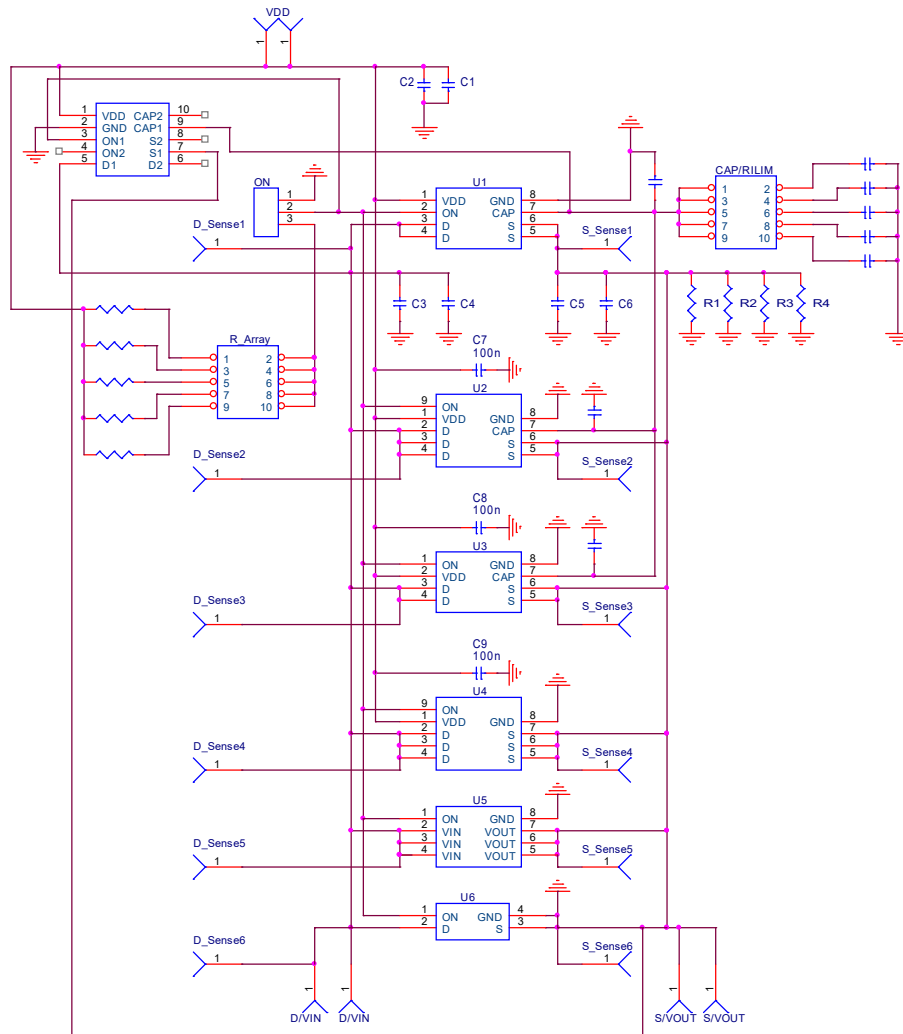 VDD
1 1
C2 C1
1 VDD CAP2 10
2 GND CAP1 9
3 ON1 S2 8
4 ON2 S1 7
5 D1 D2 6
ON
1
2
3
U1
1 VDD GND 8
2 ON CAP 7
3 D S 6
4 D S 5
CAP/RILIM
1 2
3 4
5 6
7 8
9 10
D_Sense1
1
S_Sense1
1
C3 C4 C5 C6
R1 R2 R3 R4
R_Array
1 2
3 4
5 6
7 8
9 10
C7
100n
U2
9 ON
1 VDD GND 8
2 D CAP 7
3 D S 6
4 D S 5
D_Sense2
1
S_Sense2
1
C8
100n
U3
1 ON GND 8
2 VDD CAP 7
3 D S 6
4 D S 5
D_Sense3
1
S_Sense3
1
C9
100n
U4
9 ON
1 VDD GND 8
2 D S 7
3 D S 6
4 D S 5
D_Sense4
1
S_Sense4
1
U5
1 ON GND 8
2 VIN VOUT 7
3 VIN VOUT 6
4 VIN VOUT 5
D_Sense5
1
S_Sense5
1
U6
1 ON GND 4
2 D S 3
D_Sense6
1
S_Sense6
1
1 1 1 1
D/VIN D/VIN S/VOUT S/VOUT